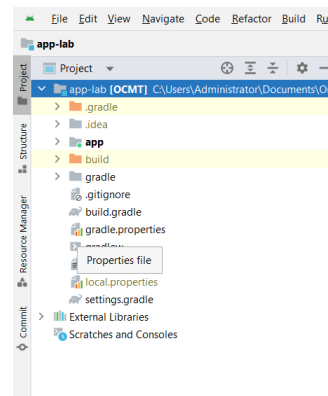 File Edit View Navigate Code Refactor Build
app-lab
Project
Project
app-lab [OCMT] C:\Users\Administrator\Documents\
.gradle
.idea
app
build
gradle
.gitignore
build.gradle
gradle.properties
gradlew
Properties file
local.properties
settings.gradle
External Libraries
Scratches and Consoles
Structure
Resource Manager
Commit